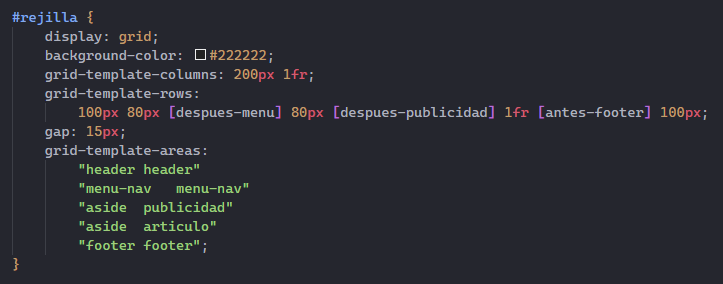 #rejilla {
    display: grid;
    background-color: #222222;
    grid-template-columns: 200px 1fr;
    grid-template-rows:
        100px 80px [despues-menu] 80px [despues-publicidad] 1fr [antes-footer] 100px;
    gap: 15px;
    grid-template-areas:
        "header header"
        "menu-nav   menu-nav"
        "aside  publicidad"
        "aside  articulo"
        "footer footer";
}